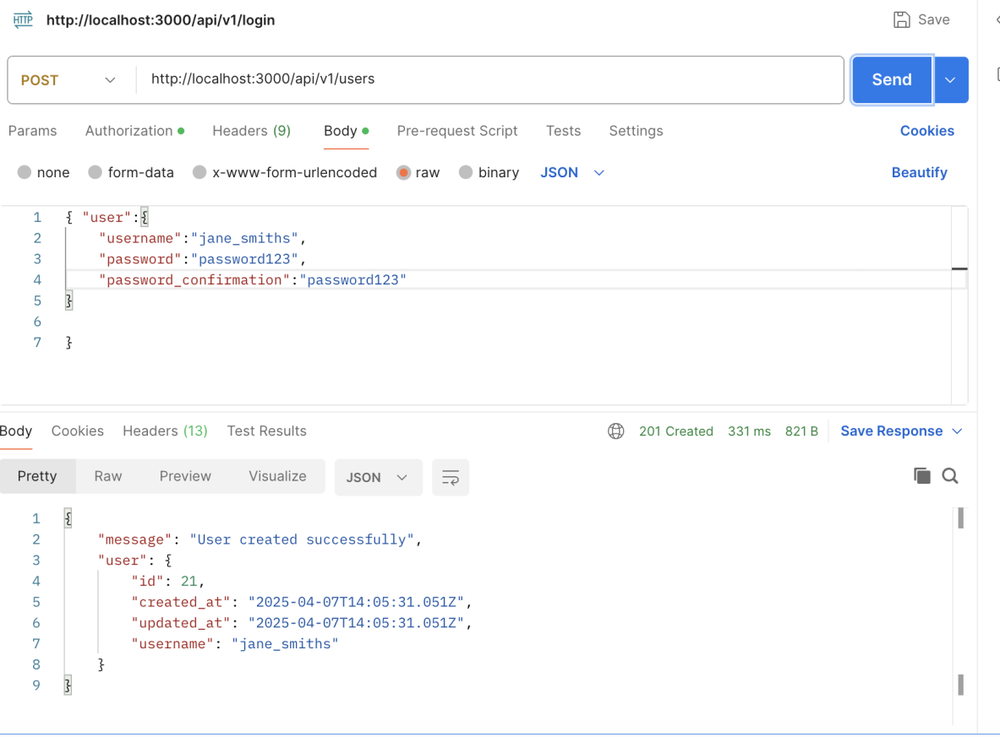 HTTP http://localhost:3000/api/v1/login Save
POST http://localhost:3000/api/v1/users Send
Params Authorization Headers (9) Body Pre-request Script Tests Settings Cookies
none form-data x-www-form-urlencoded raw binary JSON Beautify
1 { "user":{
2 "username":"jane_smiths",
3 "password":"password123",
4 "password_confirmation":"password123"
5 }
6
7 }
Body Cookies Headers (13) Test Results 201 Created 331 ms 821 B Save Response
Pretty Raw Preview Visualize JSON
1 {
2 "message": "User created successfully",
3 "user": {
4 "id": 21,
5 "created_at": "2025-04-07T14:05:31.051Z",
6 "updated_at": "2025-04-07T14:05:31.051Z",
7 "username": "jane_smiths"
8 }
9 }